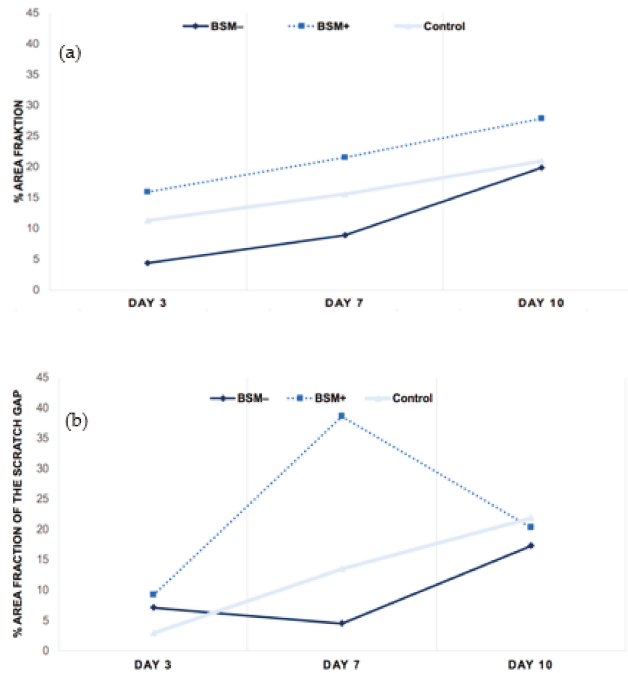 45
BSM–
BSM+
Control
(a)
40
35
30
25
20
15
10
5
0
% AREA FRAKTION
DAY 3
DAY 7
DAY 10
45
BSM–
BSM+
Control
(b)
40
35
30
25
20
15
10
5
0
% AREA FRACTION OF THE SCRATCH GAP
DAY 3
DAY 7
DAY 10